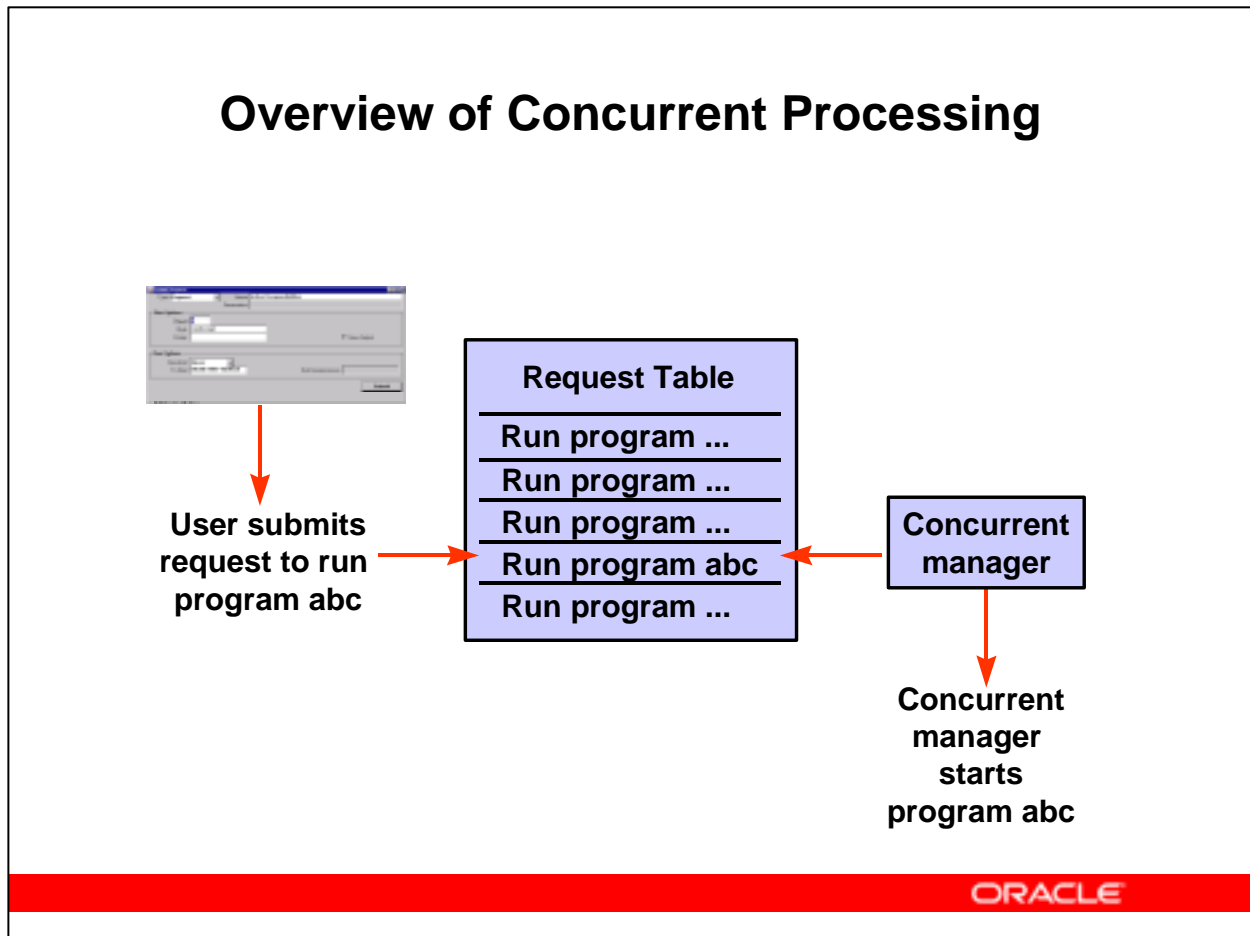 Overview of Concurrent Processing
User submits
request to run
program abc
Request Table
Run program ...
Run program ...
Run program ...
Run program abc
Run program ...
Concurrent
manager
Concurrent
manager
starts
program abc
ORACLE